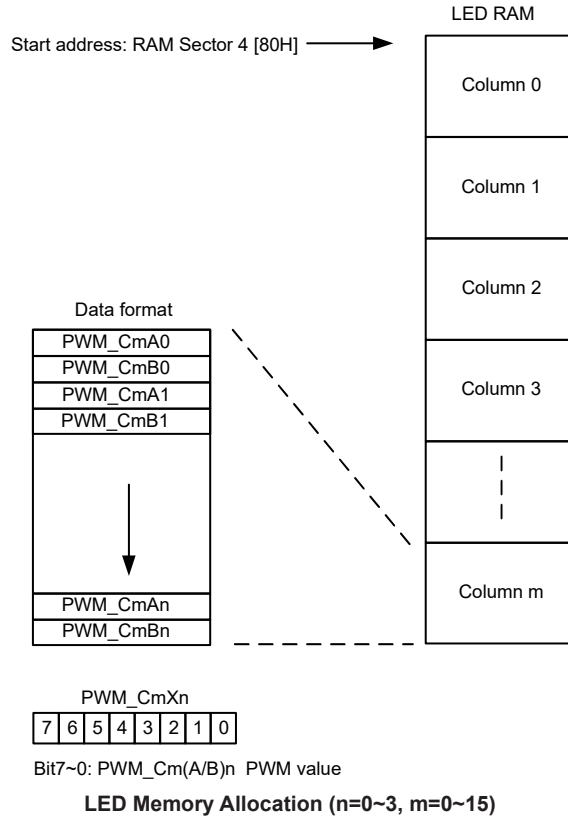 LED RAM
Start address: RAM Sector 4 [80H]
Column 0
Column 1
Column 2
Column 3
Column m
Data format
PWM_CmA0
PWM_CmB0
PWM_CmA1
PWM_CmB1
PWM_CmAn
PWM_CmBn
PWM_CmXn
7 6 5 4 3 2 1 0
Bit7~0: PWM_Cm(A/B)n PWM value
LED Memory Allocation (n=0~3, m=0~15)